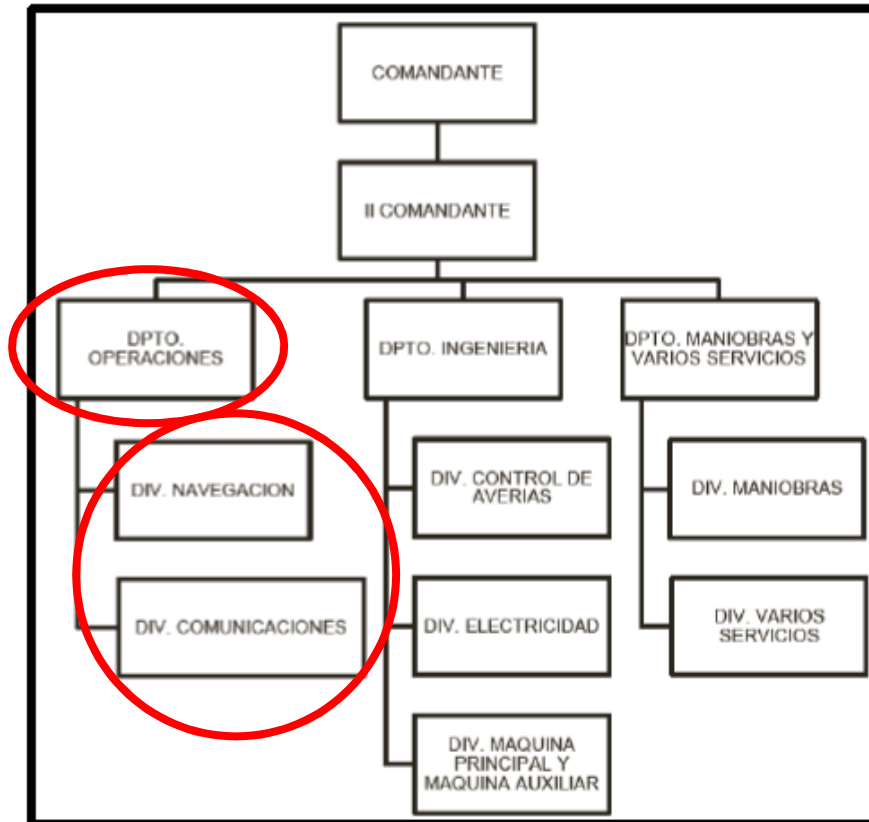 COMANDANTE
II COMANDANTE
DPTO.
OPERACIONES
DPTO. INGENIERIA
DPTO. MANIOBRAS Y
VARIOS SERVICIOS
DIV. NAVEGACION
DIV. CONTROL DE
AVERIAS
DIV. MANIOBRAS
DIV. COMUNICACIONES
DIV. ELECTRICIDAD
DIV. VARIOS
SERVICIOS
DIV. MAQUINA
PRINCIPAL Y
MAQUINA AUXILIAR